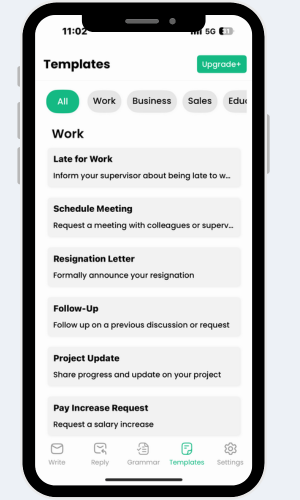 11:02
5G 31
Templates
Upgrade+
All Work Business Sales Educ
Work
Late for Work
Inform your supervisor about being late to w...
Schedule Meeting
Request a meeting with colleagues or superv...
Resignation Letter
Formally announce your resignation
Follow-Up
Follow up on a previous discussion or request
Project Update
Share progress and update on your project
Pay Increase Request
Request a salary increase
Write Reply Grammar Templates Settings